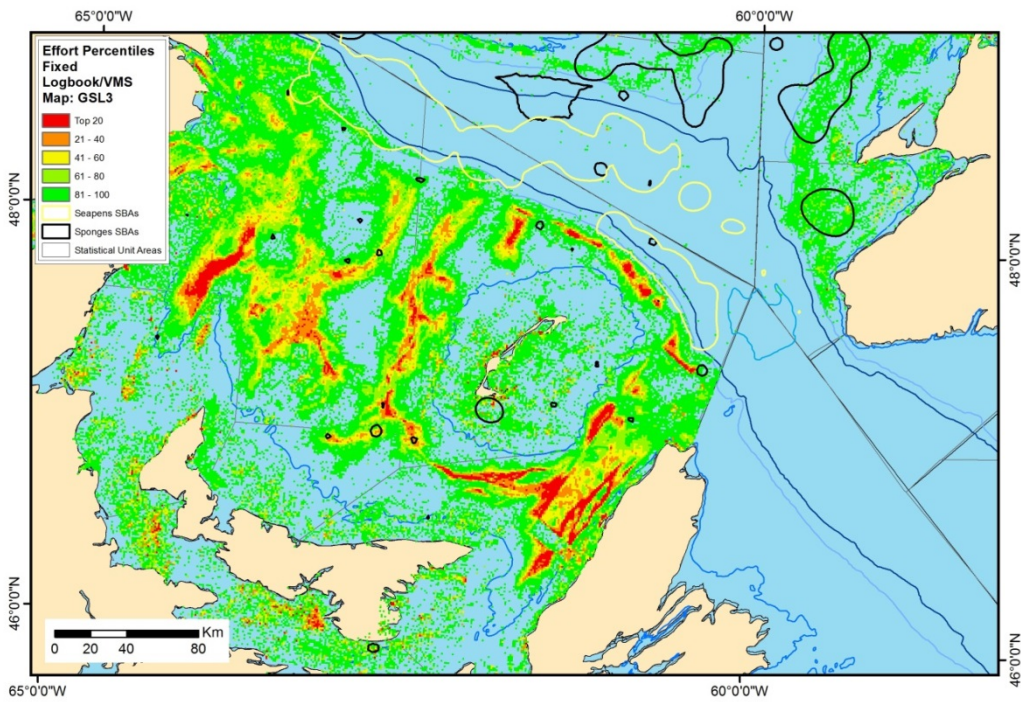 65°0'0"W
60°0'0"W
Effort Percentiles
Fixed
Logbook/VMS
Map: GSL3
Top 20
21 - 40
41 - 60
61 - 80
81 - 100
Seapens SBAs
Sponges SBAs
Statistical Unit Areas
48°0'0"N
48°0'0"N
46°0'0"N
46°0'0"N
Km
0 20 40 80
65°0'0"W
60°0'0"W